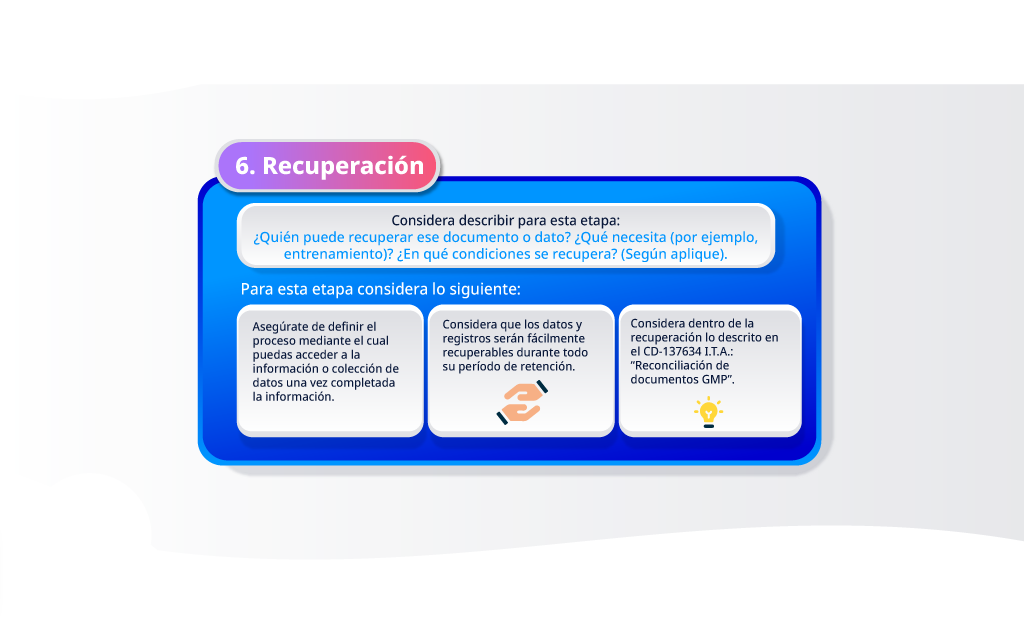 6. Recuperación
Considera describir para esta etapa:
¿Quién puede recuperar ese documento o dato? ¿Qué necesita (por ejemplo,
entrenamiento)? ¿En qué condiciones se recupera? (Según aplique).
Para esta etapa considera lo siguiente:
Asegúrate de definir el
proceso mediante el cual
puedas acceder a la
información o colección de
datos una vez completada
la información.
Considera que los datos y
registros serán fácilmente
recuperables durante todo
su período de retención.
Considera dentro de la
recuperación lo descrito en
el CD-137634 I.T.A.:
“Reconciliación de
documentos GMP”.